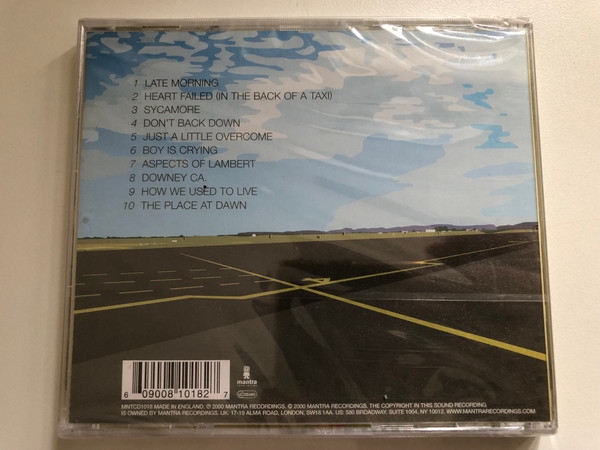 1 LATE MORNING
2 HEART FAILED (IN THE BACK OF A TAXI)
3 SYCAMORE
4 DON'T BACK DOWN
5 JUST A LITTLE OVERCOME
6 BOY IS CRYING
7 ASPECTS OF LAMBERT
8 DOWNEY CA.
9 HOW WE USED TO LIVE
10 THE PLACE AT DAWN
6 09008 10182 7
mantra
MNTCD1018 MADE IN ENGLAND. ℗ 2000 MANTRA RECORDINGS. © 2000 MANTRA RECORDINGS. THE COPYRIGHT IN THIS SOUND RECORDING
IS OWNED BY MANTRA RECORDINGS UK: 17-19 ALMA ROAD, LONDON, SW18 1AA. US: 580 BROADWAY, SUITE 1004, NY 10012. WWW.MANTRARECORDINGS.COM